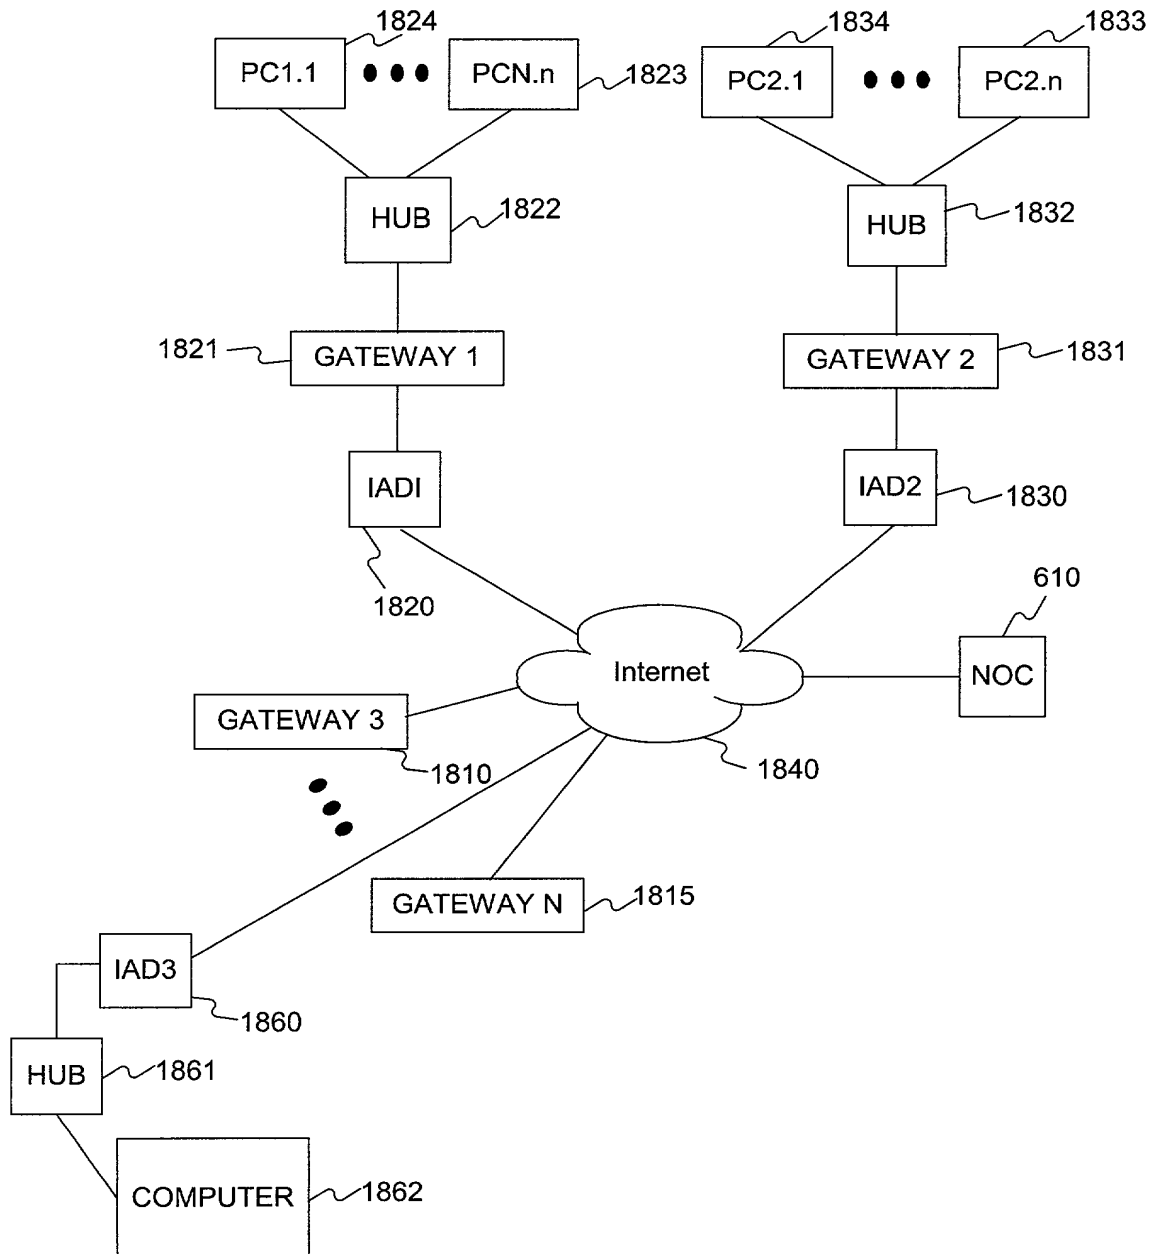 1824
1834
1833
PC1.1
PCN.n
1823
PC2.1
PC2.n
HUB
1822
HUB
1832
1821
GATEWAY 1
GATEWAY 2
1831
IADI
IAD2
1830
1820
610
Internet
NOC
GATEWAY 3
1810
1840
GATEWAY N
1815
IAD3
1860
HUB
1861
COMPUTER
1862